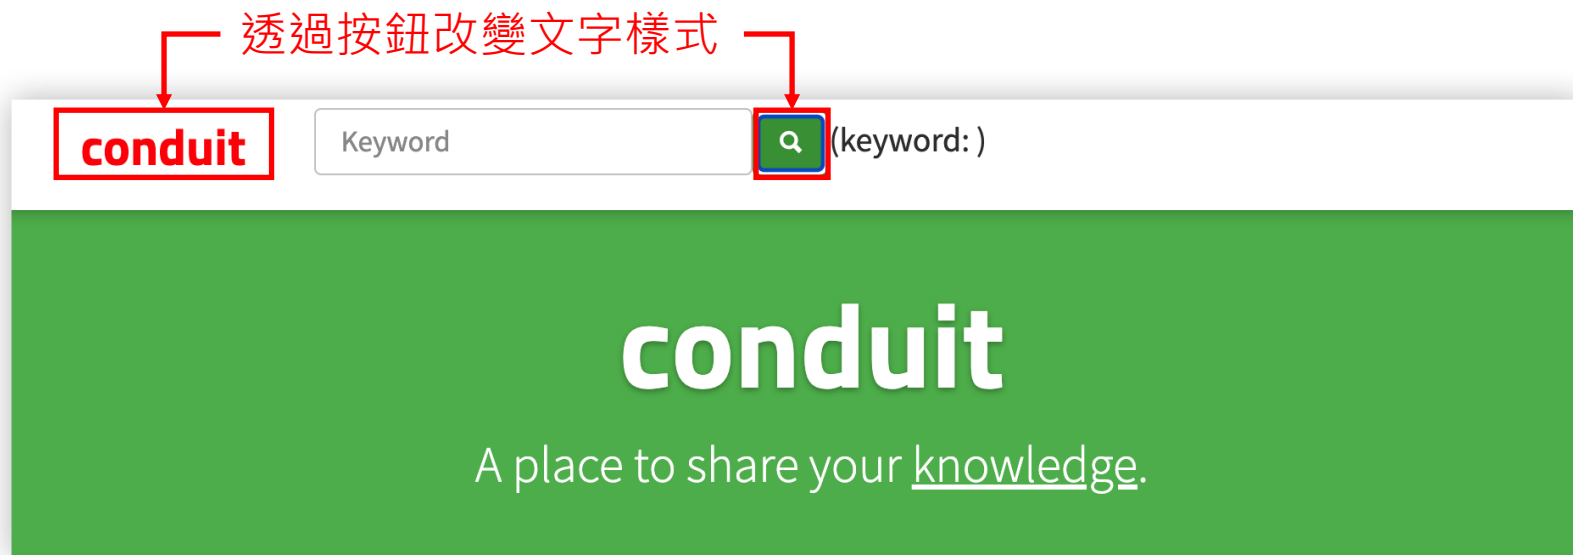 透過按鈕改變文字樣式
conduit Keyword (keyword: )
conduit
A place to share your knowledge.